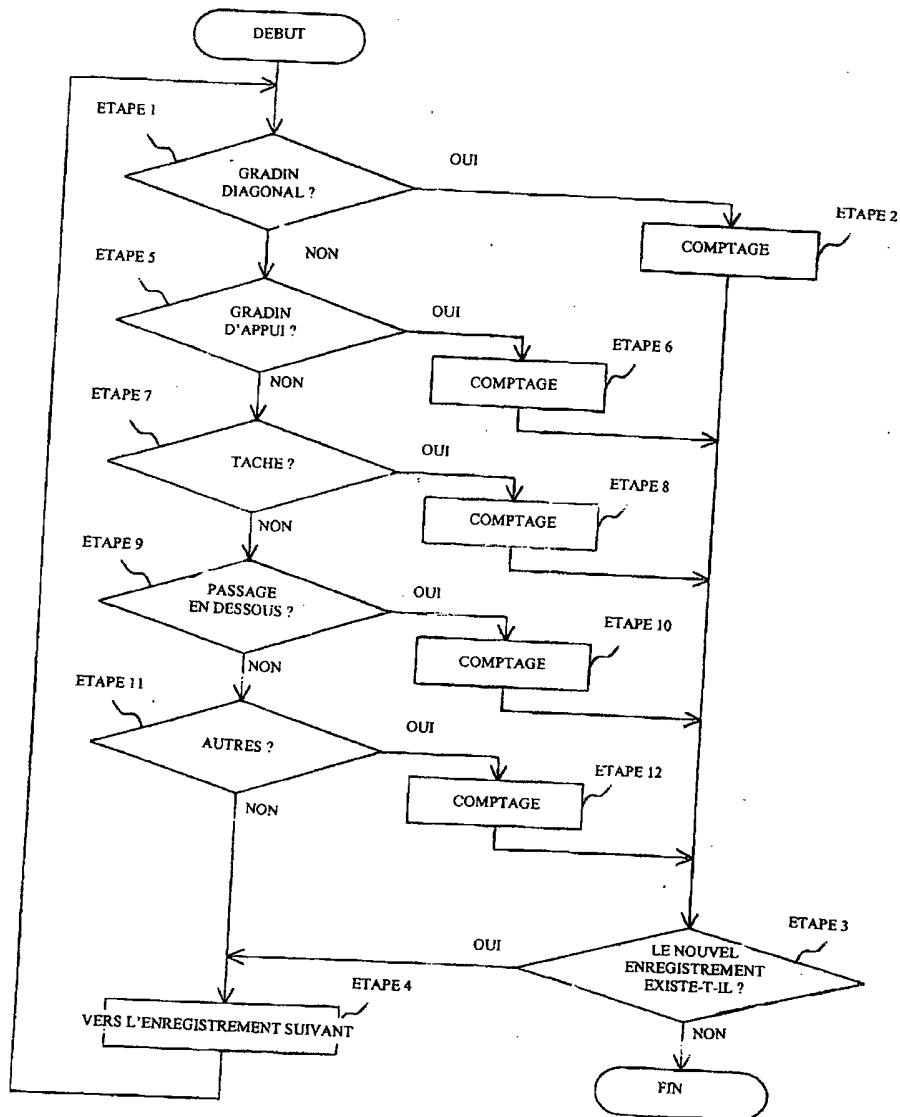 DEBUT
ETAPE 1
GRADIN
DIAGONAL ?
OUI
NON
ETAPE 2
COMPTAGE
ETAPE 5
GRADIN
D'APPUI ?
OUI
NON
ETAPE 6
COMPTAGE
ETAPE 7
TACHE ?
OUI
NON
ETAPE 8
COMPTAGE
ETAPE 9
PASSAGE
EN DESSOUS ?
OUI
NON
ETAPE 10
COMPTAGE
ETAPE 11
AUTRES ?
OUI
NON
ETAPE 12
COMPTAGE
ETAPE 3
LE NOUVEL
ENREGISTREMENT
EXISTE-T-IL ?
OUI
NON
ETAPE 4
VERS L'ENREGISTREMENT SUIVANT
FIN